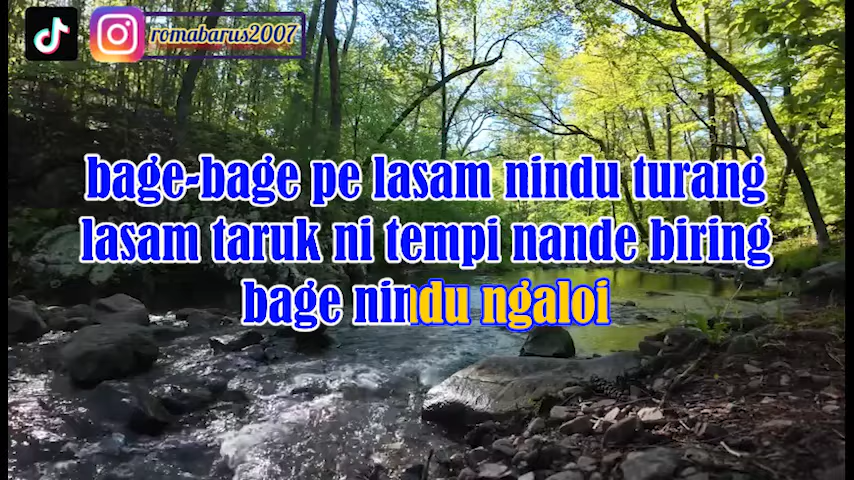 romabarus2007
bage-bage pe lasam nindu turang
lasam taruk ni tempi nande biring
bage nindu ngaloi